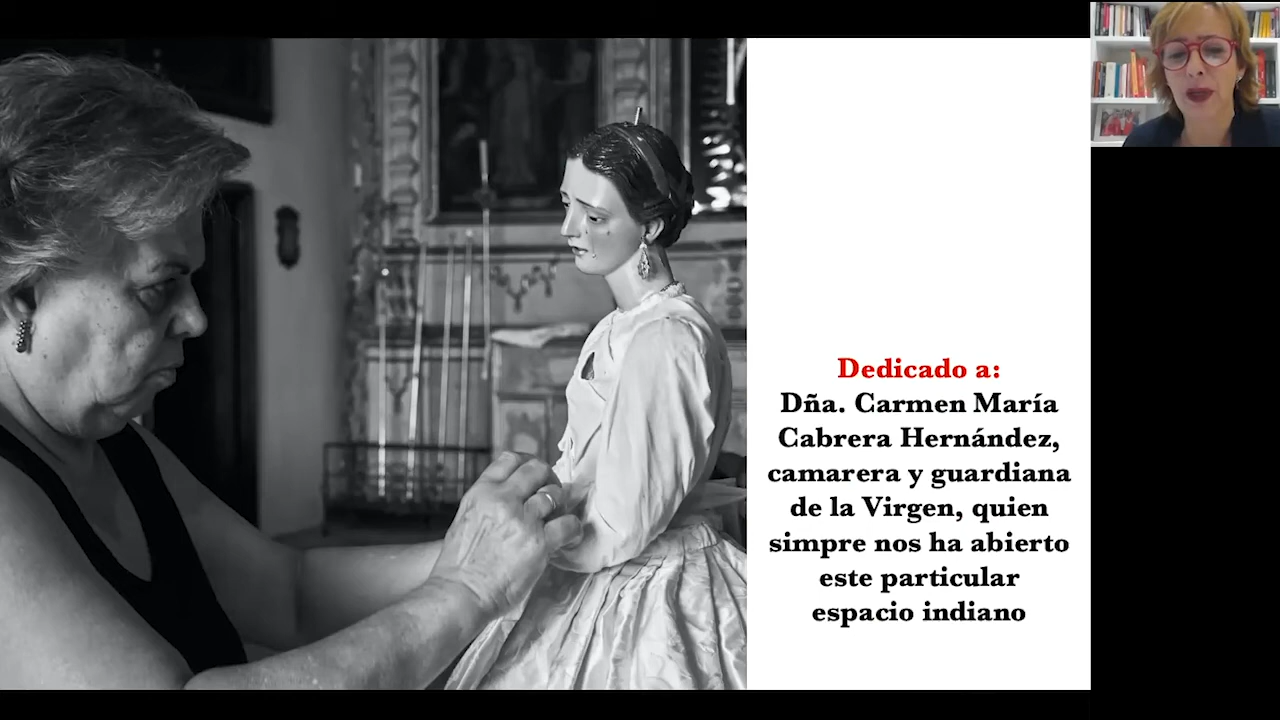 Dedicado a:
Dña. Carmen María
Cabrera Hernández,
camarera y guardiana
de la Virgen, quien
simpre nos ha abierto
este particular
espacio indiano